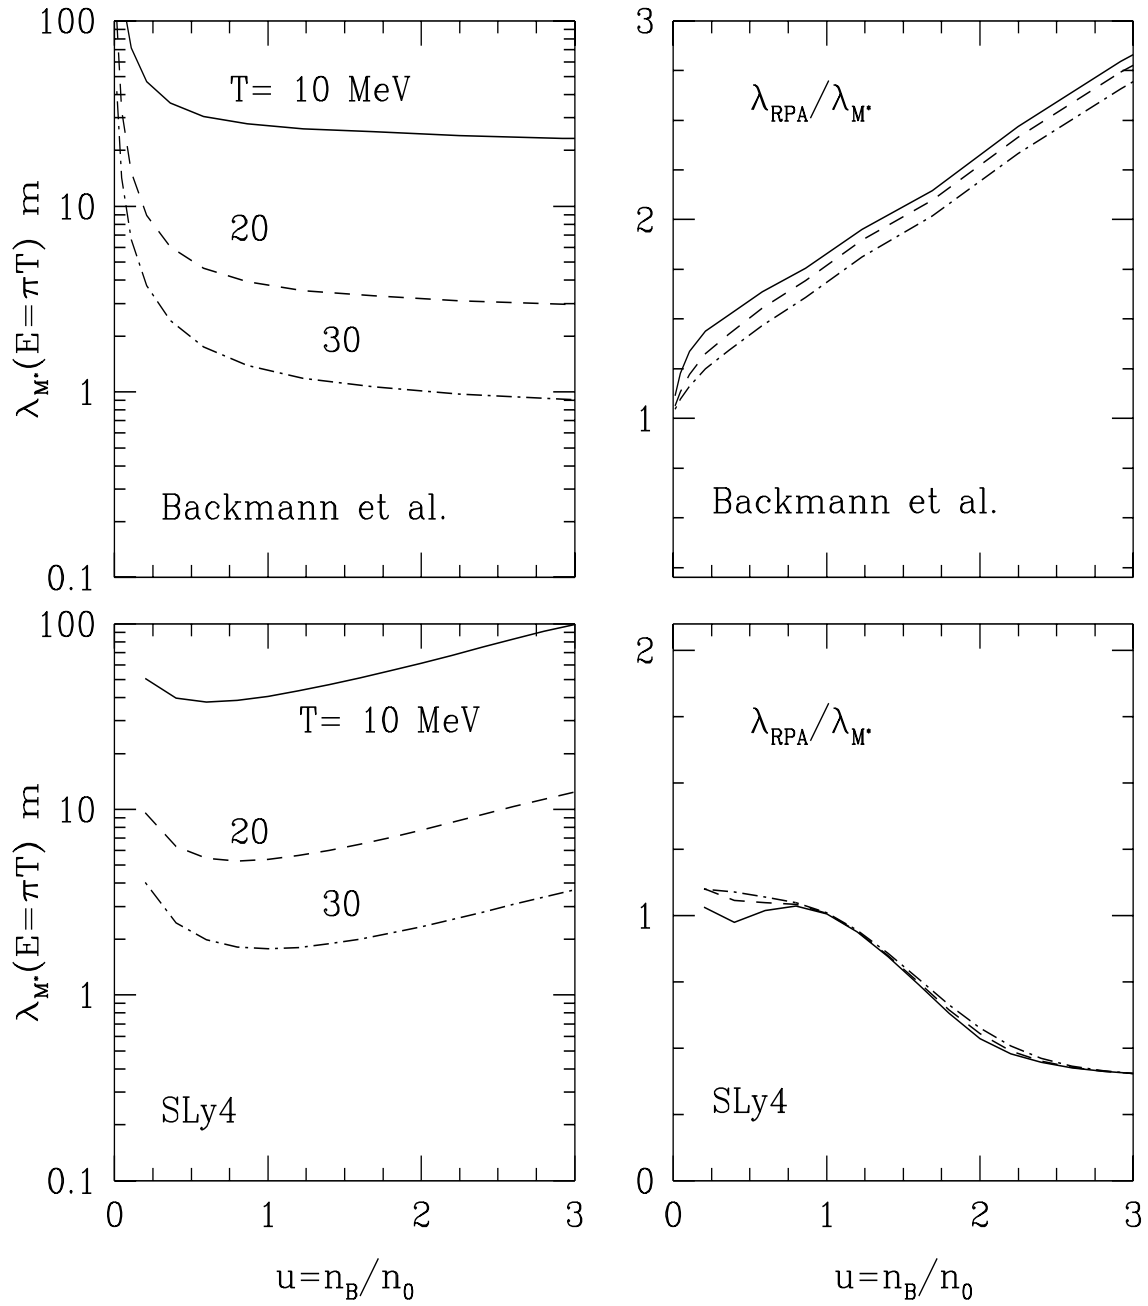 100
10
1
0.1
λM*(E=πT) m
T= 10 MeV
20
30
Backmann et al.
3
2
1
λRPA/λM*
Backmann et al.
100
10
1
0.1
λM*(E=πT) m
T= 10 MeV
20
30
SLy4
0 1 2 3
u=nB/n0
2
1
0
λRPA/λM*
SLy4
0 1 2 3
u=nB/n0